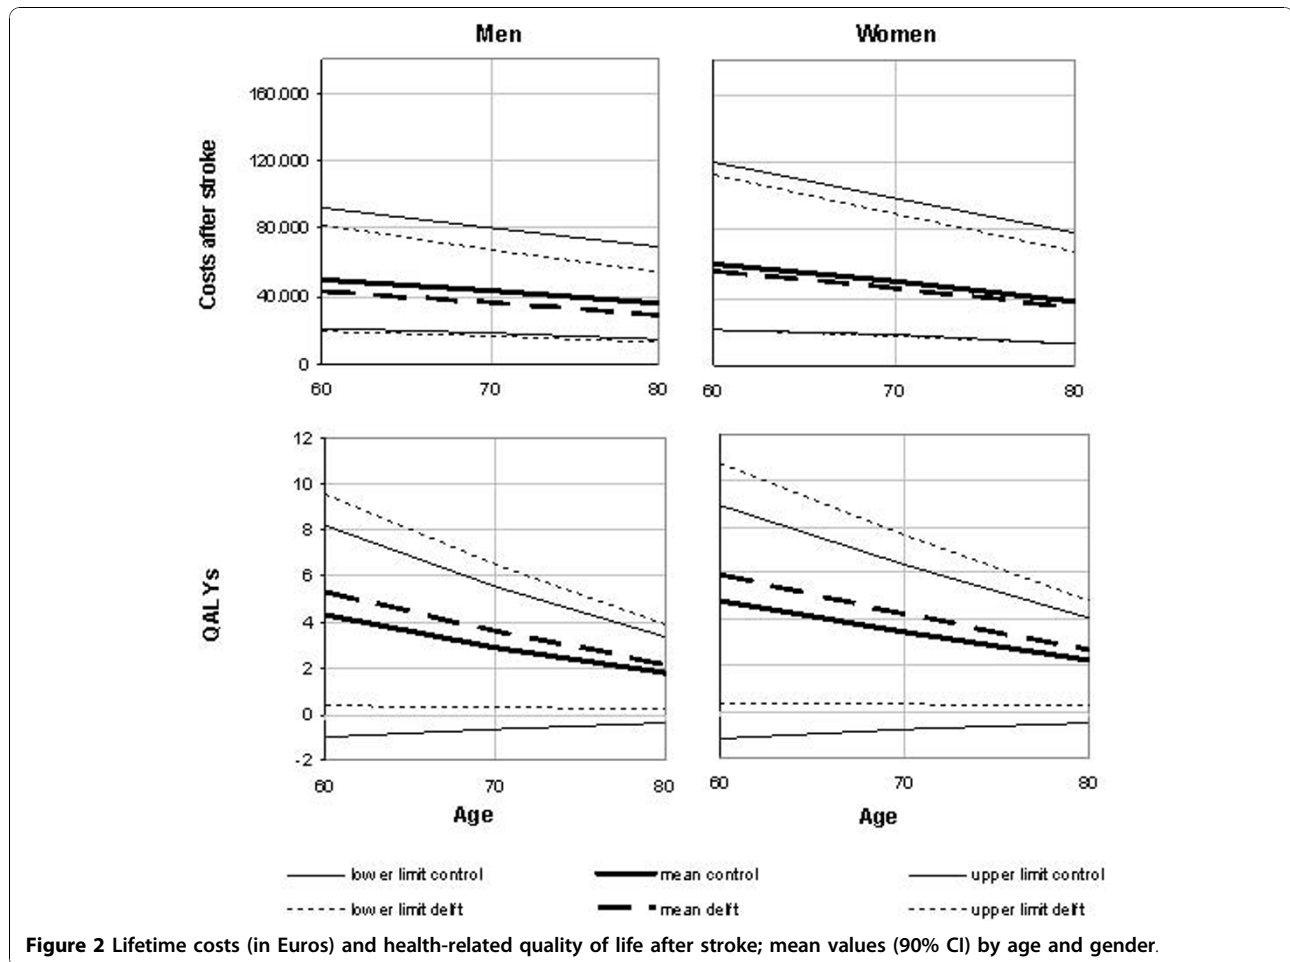 Men
Women
Costs after stroke
160.000
120.000
80.000
40.000
0
60
70
80
60
70
80
QALYs
12
10
8
6
4
2
0
-2
60
70
80
60
70
80
Age
Age
lower limit control
mean control
upper limit control
lower limit delft
mean delft
upper limit delft
Figure 2 Lifetime costs (in Euros) and health-related quality of life after stroke; mean values (90% CI) by age and gender.